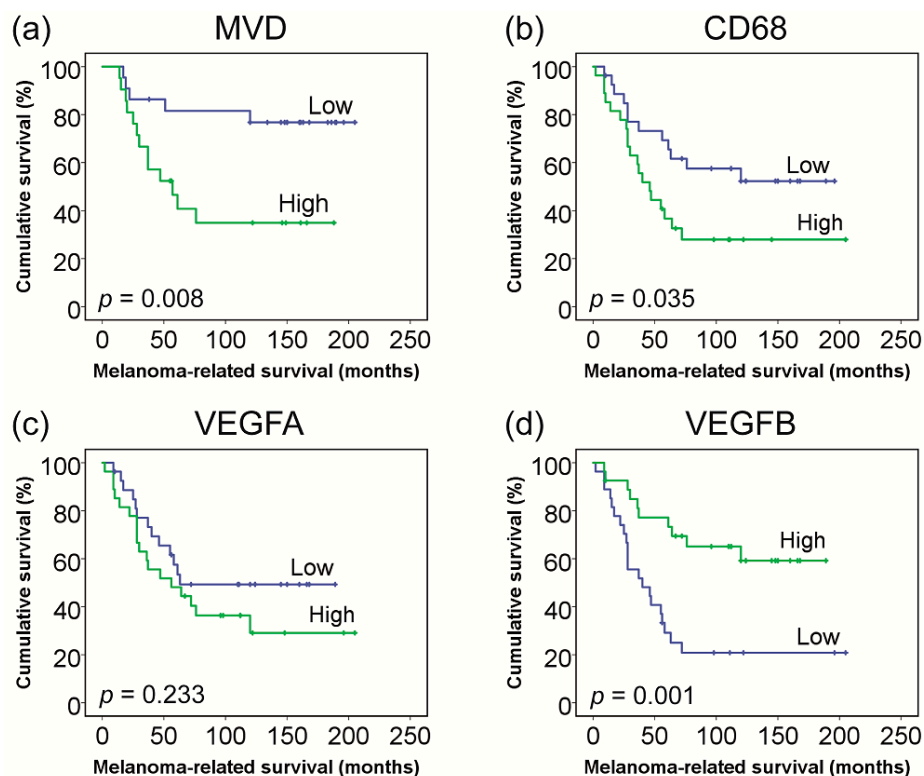 (a) MVD
Cumulative survival (%)
100
80
60
40
20
0
Low
High
p = 0.008
0 50 100 150 200 250
Melanoma-related survival (months)
(b) CD68
Cumulative survival (%)
100
80
60
40
20
0
Low
High
p = 0.035
0 50 100 150 200 250
Melanoma-related survival (months)
(c) VEGFA
Cumulative survival (%)
100
80
60
40
20
0
Low
High
p = 0.233
0 50 100 150 200 250
Melanoma-related survival (months)
(d) VEGFB
Cumulative survival (%)
100
80
60
40
20
0
High
Low
p = 0.001
0 50 100 150 200 250
Melanoma-related survival (months)